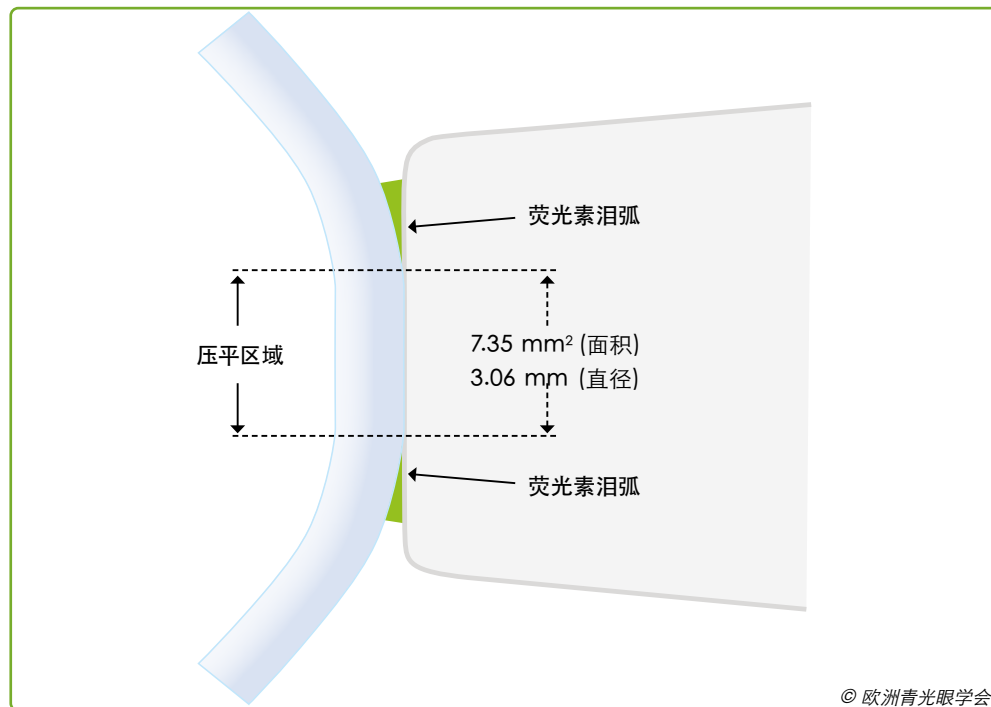 荧光素泪弧
压平区域
7.35 mm² (面积)
3.06 mm (直径)
荧光素泪弧
© 欧洲青光眼学会